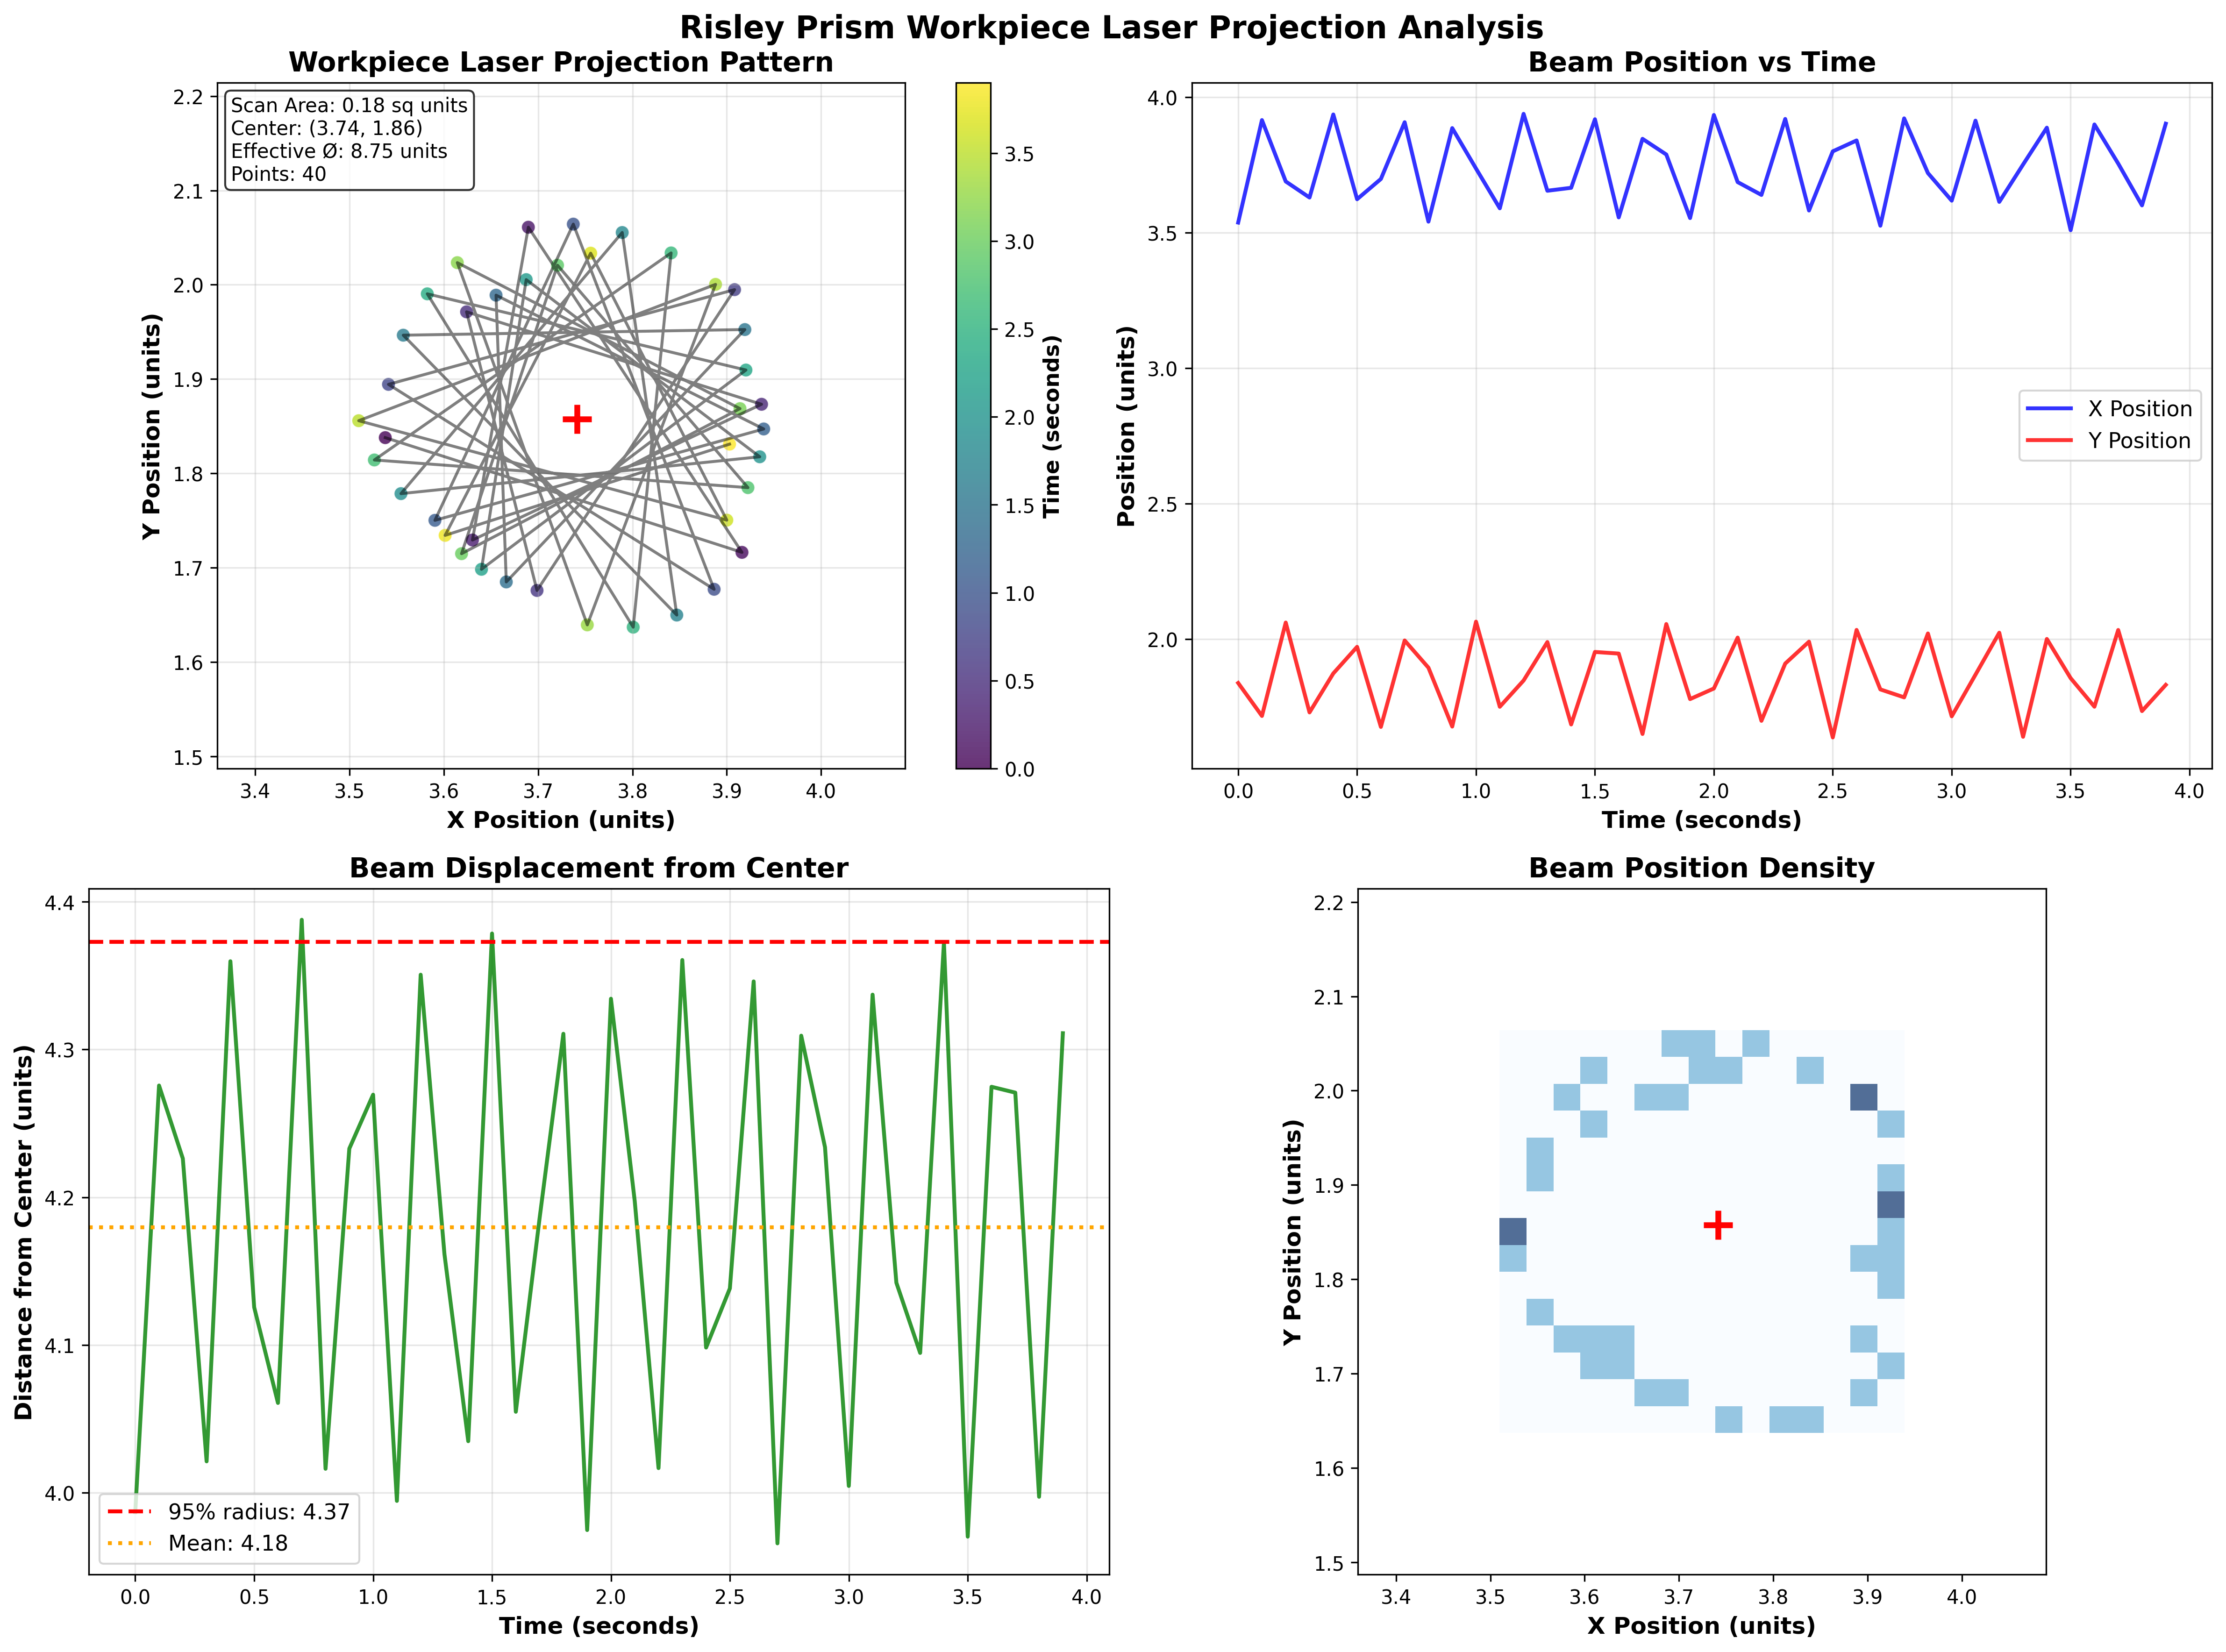 Risley Prism Workpiece Laser Projection Analysis
Workpiece Laser Projection Pattern
Scan Area: 0.18 sq units
Center: (3.74, 1.86)
Effective Ø: 8.75 units
Points: 40
2.2
2.1
2.0
1.9
1.8
1.7
1.6
1.5
Y Position (units)
3.4 3.5 3.6 3.7 3.8 3.9 4.0
X Position (units)
3.5
3.0
2.5
2.0
1.5
1.0
0.5
0.0
Time (seconds)
Beam Position vs Time
4.0
3.5
3.0
2.5
2.0
Position (units)
X Position
Y Position
0.0 0.5 1.0 1.5 2.0 2.5 3.0 3.5 4.0
Time (seconds)
Beam Displacement from Center
4.4
4.3
4.2
4.1
4.0
Distance from Center (units)
95% radius: 4.37
Mean: 4.18
0.0 0.5 1.0 1.5 2.0 2.5 3.0 3.5 4.0
Time (seconds)
Beam Position Density
2.2
2.1
2.0
1.9
1.8
1.7
1.6
1.5
Y Position (units)
3.4 3.5 3.6 3.7 3.8 3.9 4.0
X Position (units)